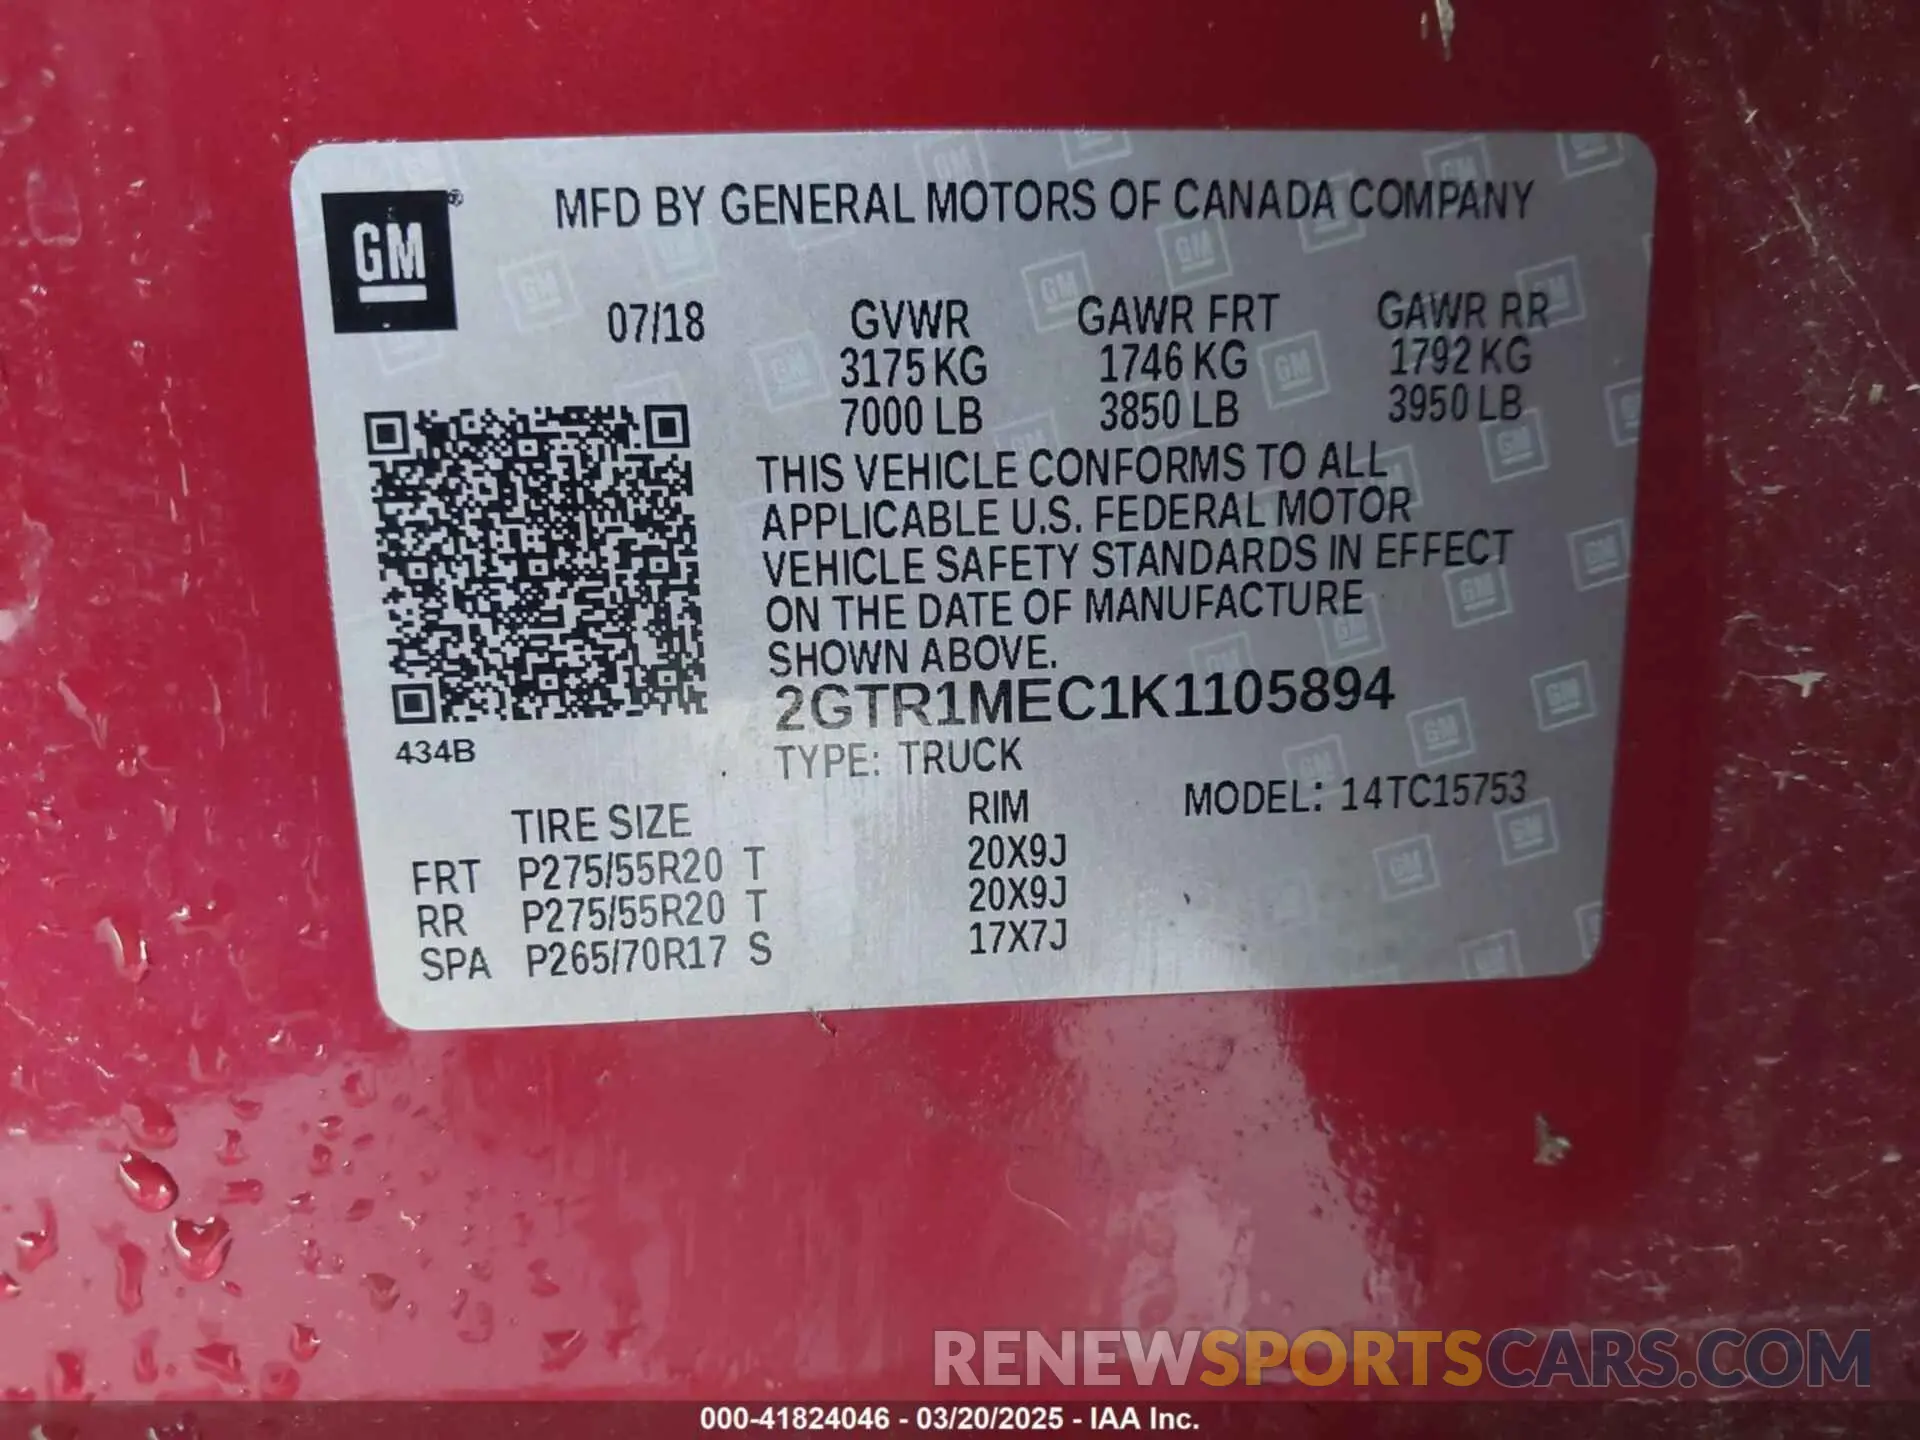 GM®
MFD BY GENERAL MOTORS OF CANADA COMPANY
07/18 GVWR GAWR FRT GAWR RR
3175 KG 1746 KG 1792 KG
7000 LB 3850 LB 3950 LB
THIS VEHICLE CONFORMS TO ALL
APPLICABLE U.S. FEDERAL MOTOR
VEHICLE SAFETY STANDARDS IN EFFECT
ON THE DATE OF MANUFACTURE
SHOWN ABOVE.
2GTR1MEC1K1105894
434B TYPE: TRUCK
TIRE SIZE RIM MODEL: 14TC15753
FRT P275/55R20 T 20X9J
RR P275/55R20 T 20X9J
SPA P265/70R17 S 17X7J
RENEWSPORTSCARS.COM
000-41824046 - 03/20/2025 - IAA Inc.